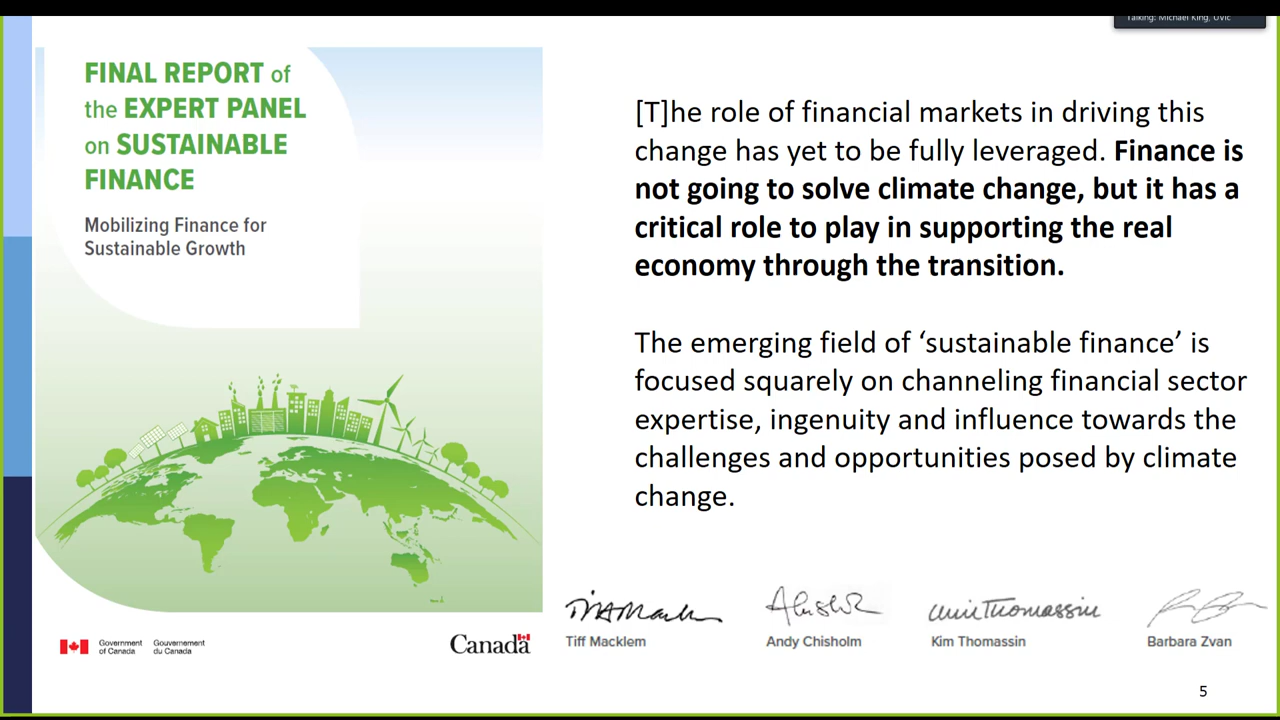 Talking: Michael King, UVic
FINAL REPORT of
the EXPERT PANEL
on SUSTAINABLE
FINANCE
Mobilizing Finance for
Sustainable Growth
Government
of Canada
Gouvernement
du Canada
Canada
[T]he role of financial markets in driving this
change has yet to be fully leveraged. Finance is
not going to solve climate change, but it has a
critical role to play in supporting the real
economy through the transition.
The emerging field of ‘sustainable finance’ is
focused squarely on channeling financial sector
expertise, ingenuity and influence towards the
challenges and opportunities posed by climate
change.
Tiff Macklem
Andy Chisholm
Kim Thomassin
Barbara Zvan
5